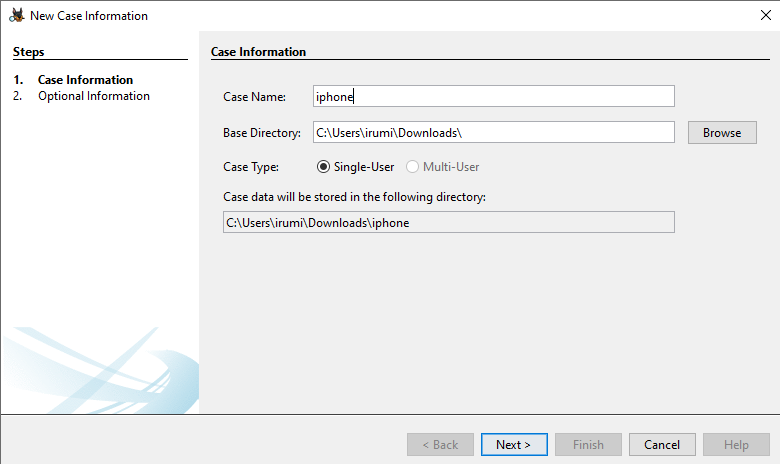 New Case Information
Steps
1. Case Information
2. Optional Information
Case Information
Case Name: iphone
Base Directory: C:\Users\irumi\Downloads\ Browse
Case Type: Single-User Multi-User
Case data will be stored in the following directory:
C:\Users\irumi\Downloads\iphone
< Back Next > Finish Cancel Help